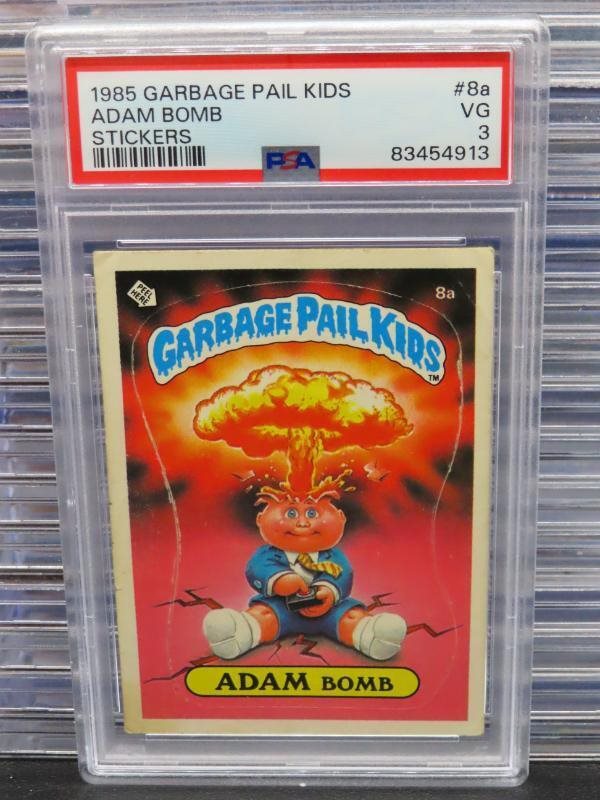 1985 GARBAGE PAIL KIDS #8a
ADAM BOMB VG
STICKERS 3
PSA 83454913
PEEL HERE
8a
GARBAGE PAIL KIDS
TM
ADAM BOMB